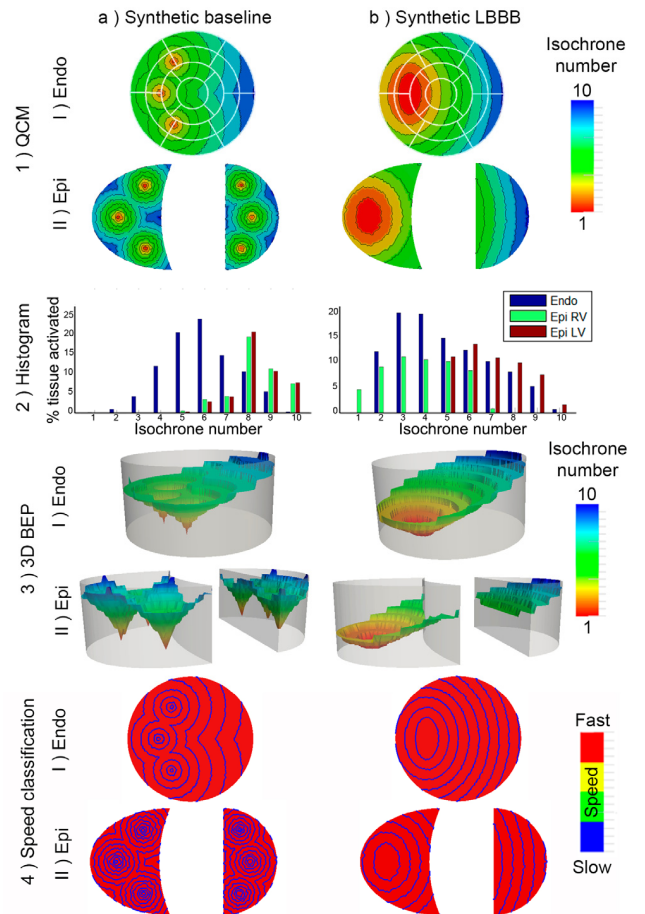 a ) Synthetic baseline
b ) Synthetic LBBB
1 ) QCM
I ) Endo
II ) Epi
Isochrone
number
10
1
2 ) Histogram
% tissue activated
25
20
15
10
5
0
1 2 3 4 5 6 7 8 9 10
Isochrone number
20
15
10
5
0
1 2 3 4 5 6 7 8 9 10
Isochrone number
Endo
Epi RV
Epi LV
3 ) 3D BEP
I ) Endo
II ) Epi
Isochrone
number
10
1
4 ) Speed classification
I ) Endo
II ) Epi
Fast
Speed
Slow